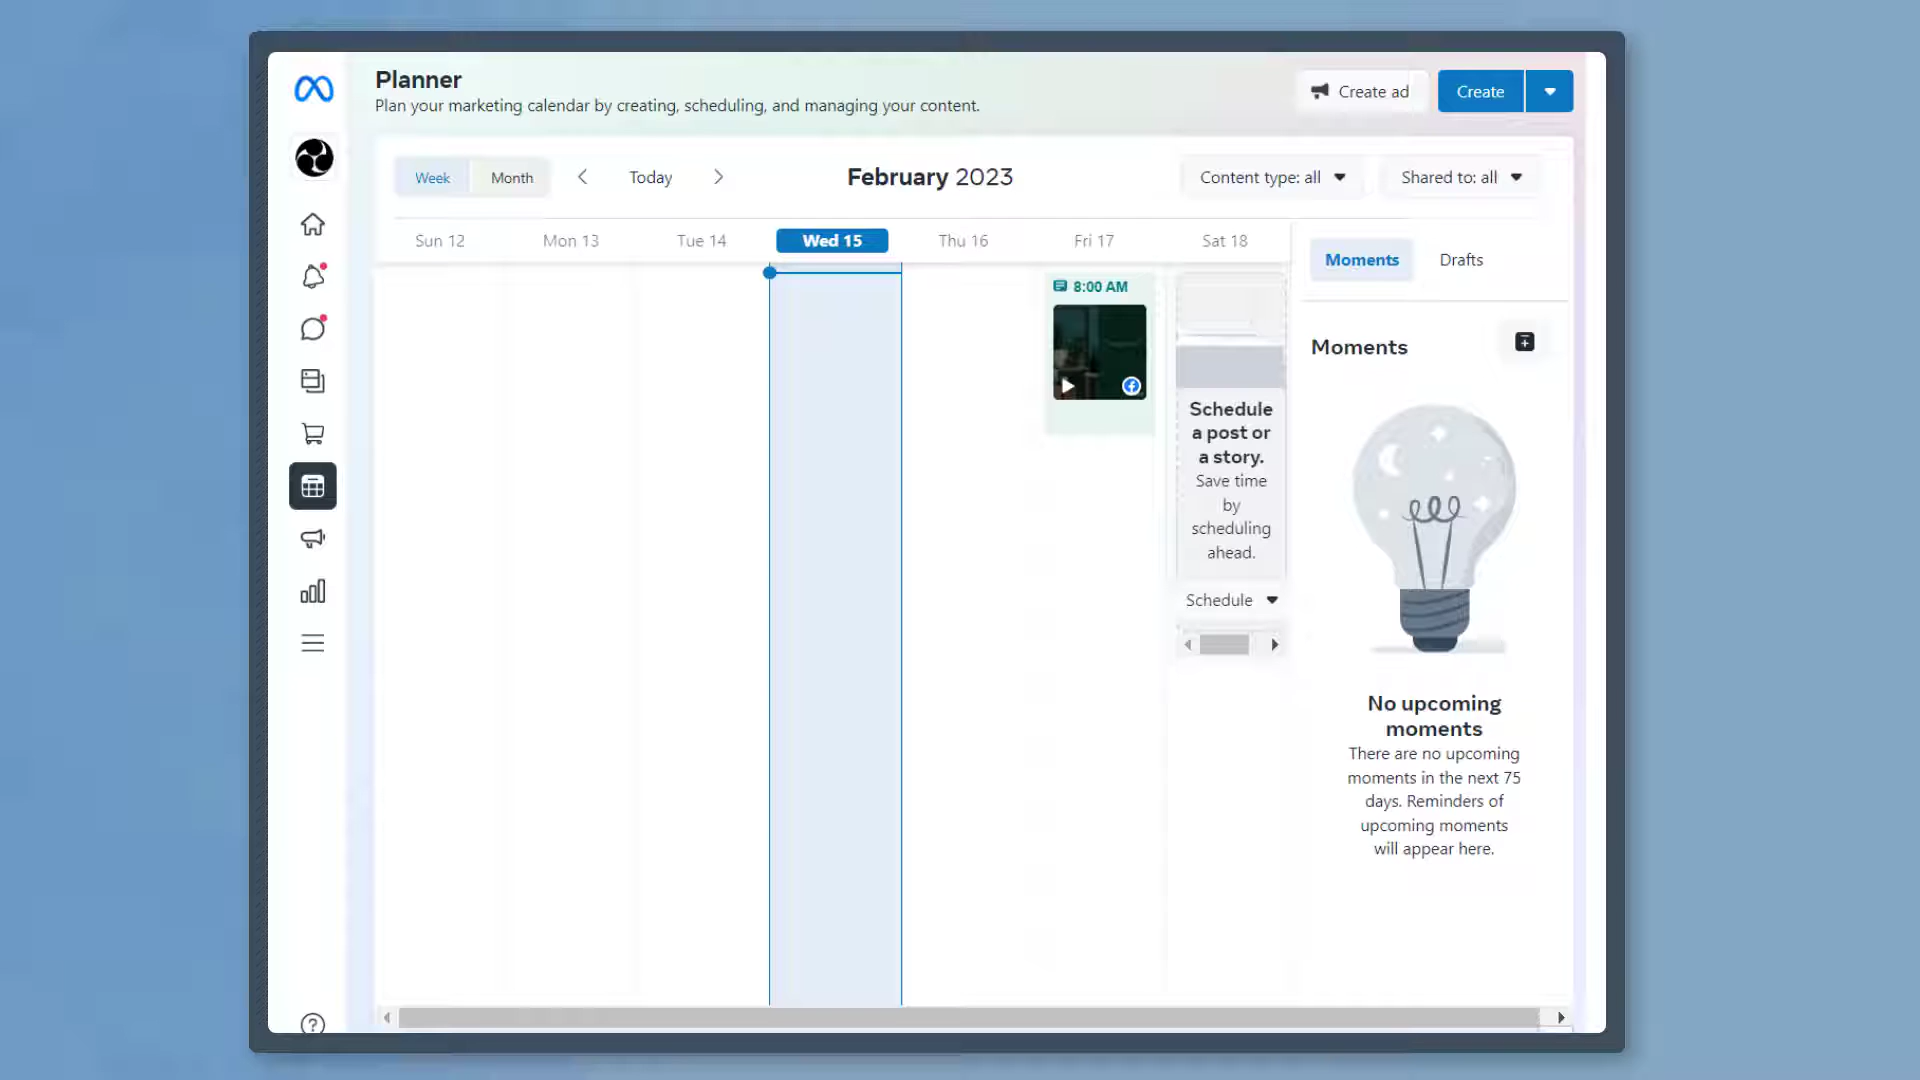 Planner
Plan your marketing calendar by creating, scheduling, and managing your content.
Create ad
Create
Week
Month
Today
February 2023
Content type: all
Shared to: all
Sun 12
Mon 13
Tue 14
Wed 15
Thu 16
Fri 17
Sat 18
8:00 AM
Schedule
a post or
a story.
Save time
by
scheduling
ahead.
Schedule
Moments
Drafts
Moments
No upcoming
moments
There are no upcoming
moments in the next 75
days. Reminders of
upcoming moments
will appear here.